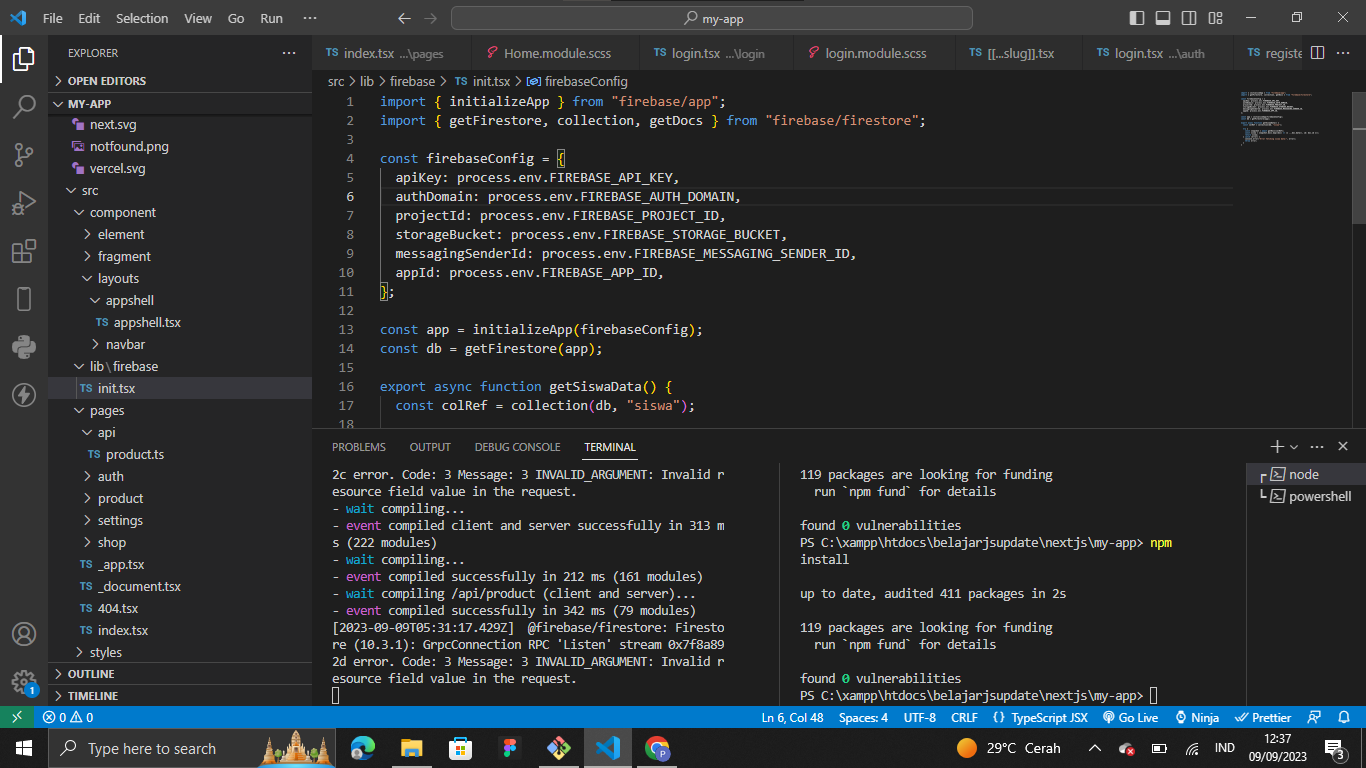 File Edit Selection View Go Run ··· my-app
EXPLORER
OPEN EDITORS
MY-APP
next.svg
notfound.png
vercel.svg
src
component
element
fragment
layouts
appshell
TS appshell.tsx
navbar
lib\firebase
TS init.tsx
pages
api
TS product.ts
auth
product
settings
shop
TS _app.tsx
TS _document.tsx
TS 404.tsx
TS index.tsx
styles
OUTLINE
TIMELINE
1
TS index.tsx ...\pages Home.module.scss TS login.tsx ...\login login.module.scss TS [[...slug]].tsx TS login.tsx ...\auth TS registe
src > lib > firebase > TS init.tsx > firebaseConfig
1 import { initializeApp } from "firebase/app";
2 import { getFirestore, collection, getDocs } from "firebase/firestore";
3
4 const firebaseConfig = {
5 apiKey: process.env.FIREBASE_API_KEY,
6 authDomain: process.env.FIREBASE_AUTH_DOMAIN,
7 projectId: process.env.FIREBASE_PROJECT_ID,
8 storageBucket: process.env.FIREBASE_STORAGE_BUCKET,
9 messagingSenderId: process.env.FIREBASE_MESSAGING_SENDER_ID,
10 appId: process.env.FIREBASE_APP_ID,
11 };
12
13 const app = initializeApp(firebaseConfig);
14 const db = getFirestore(app);
15
16 export async function getSiswaData() {
17 const colRef = collection(db, "siswa");
18
PROBLEMS OUTPUT DEBUG CONSOLE TERMINAL
2c error. Code: 3 Message: 3 INVALID_ARGUMENT: Invalid r
esource field value in the request.
- wait compiling...
- event compiled client and server successfully in 313 m
s (222 modules)
- wait compiling...
- event compiled successfully in 212 ms (161 modules)
- wait compiling /api/product (client and server)...
- event compiled successfully in 342 ms (79 modules)
[2023-09-09T05:31:17.429Z] @firebase/firestore: Firesto
re (10.3.1): GrpcConnection RPC 'Listen' stream 0x7f8a89
2d error. Code: 3 Message: 3 INVALID_ARGUMENT: Invalid r
esource field value in the request.
119 packages are looking for funding
run `npm fund` for details
found 0 vulnerabilities
PS C:\xampp\htdocs\belajarjsupdate\nextjs\my-app> npm
install
up to date, audited 411 packages in 2s
119 packages are looking for funding
run `npm fund` for details
found 0 vulnerabilities
PS C:\xampp\htdocs\belajarjsupdate\nextjs\my-app>
node
powershell
0 0 Ln 6, Col 48 Spaces: 4 UTF-8 CRLF {} TypeScript JSX Go Live Ninja Prettier
Type here to search 29°C Cerah IND 12:37
09/09/2023 3